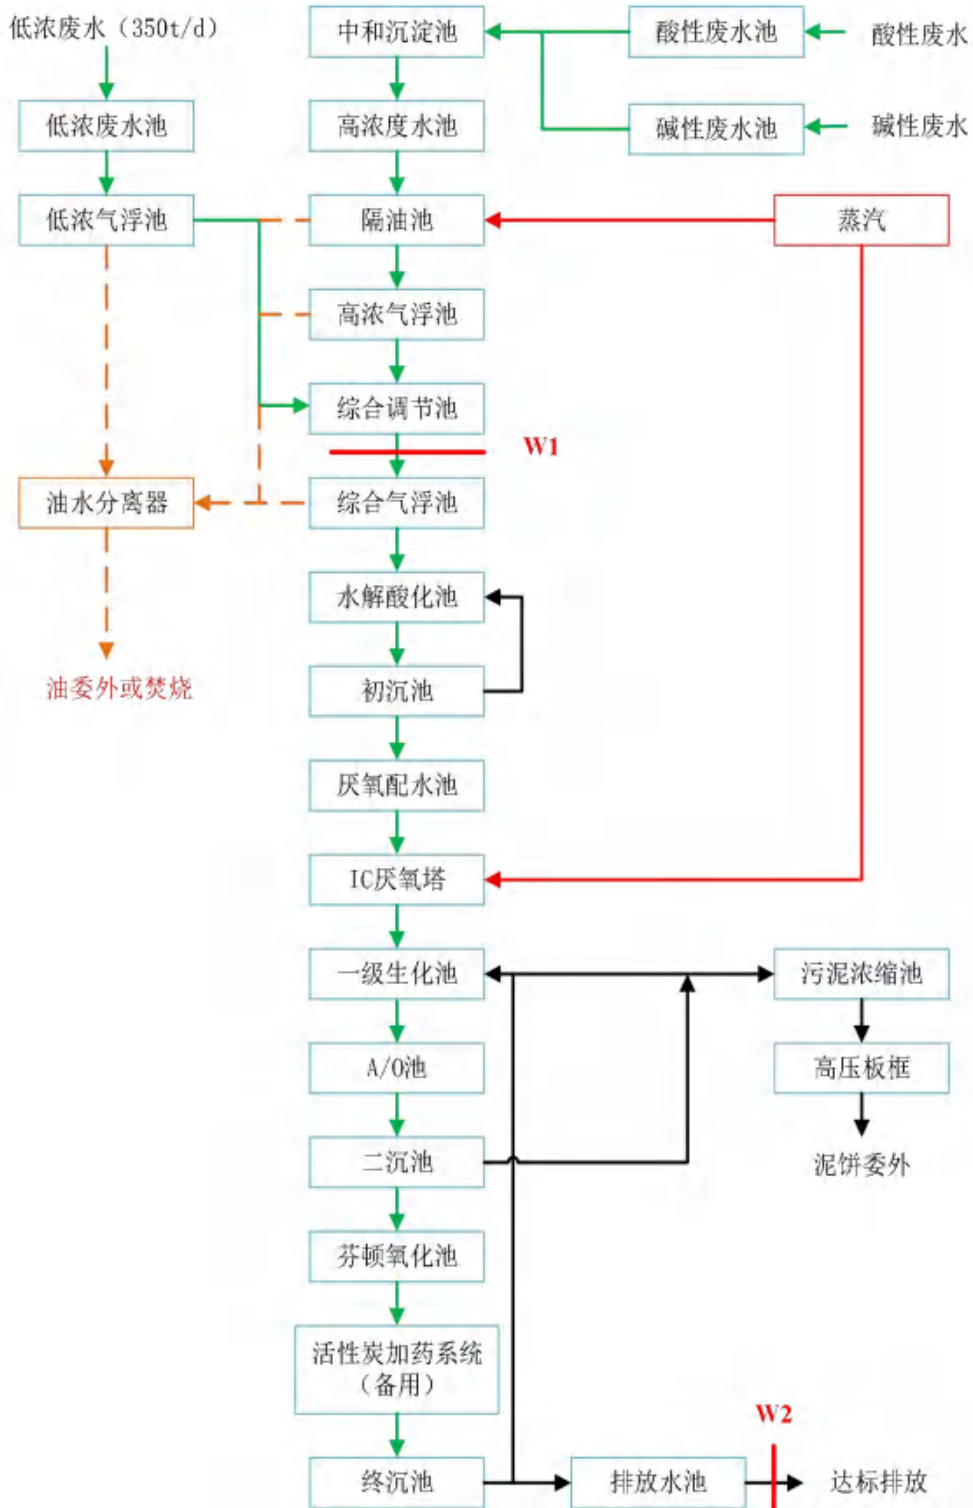 低浓废水（350t/d）
中和沉淀池
酸性废水池
酸性废水
低浓废水池
高浓度水池
碱性废水池
碱性废水
低浓气浮池
隔油池
蒸汽
高浓气浮池
综合调节池
W1
油水分离器
综合气浮池
水解酸化池
油委外或焚烧
初沉池
厌氧配水池
IC厌氧塔
一级生化池
污泥浓缩池
A/O池
高压板框
二沉池
泥饼委外
芬顿氧化池
活性炭加药系统
（备用）
W2
终沉池
排放水池
达标排放